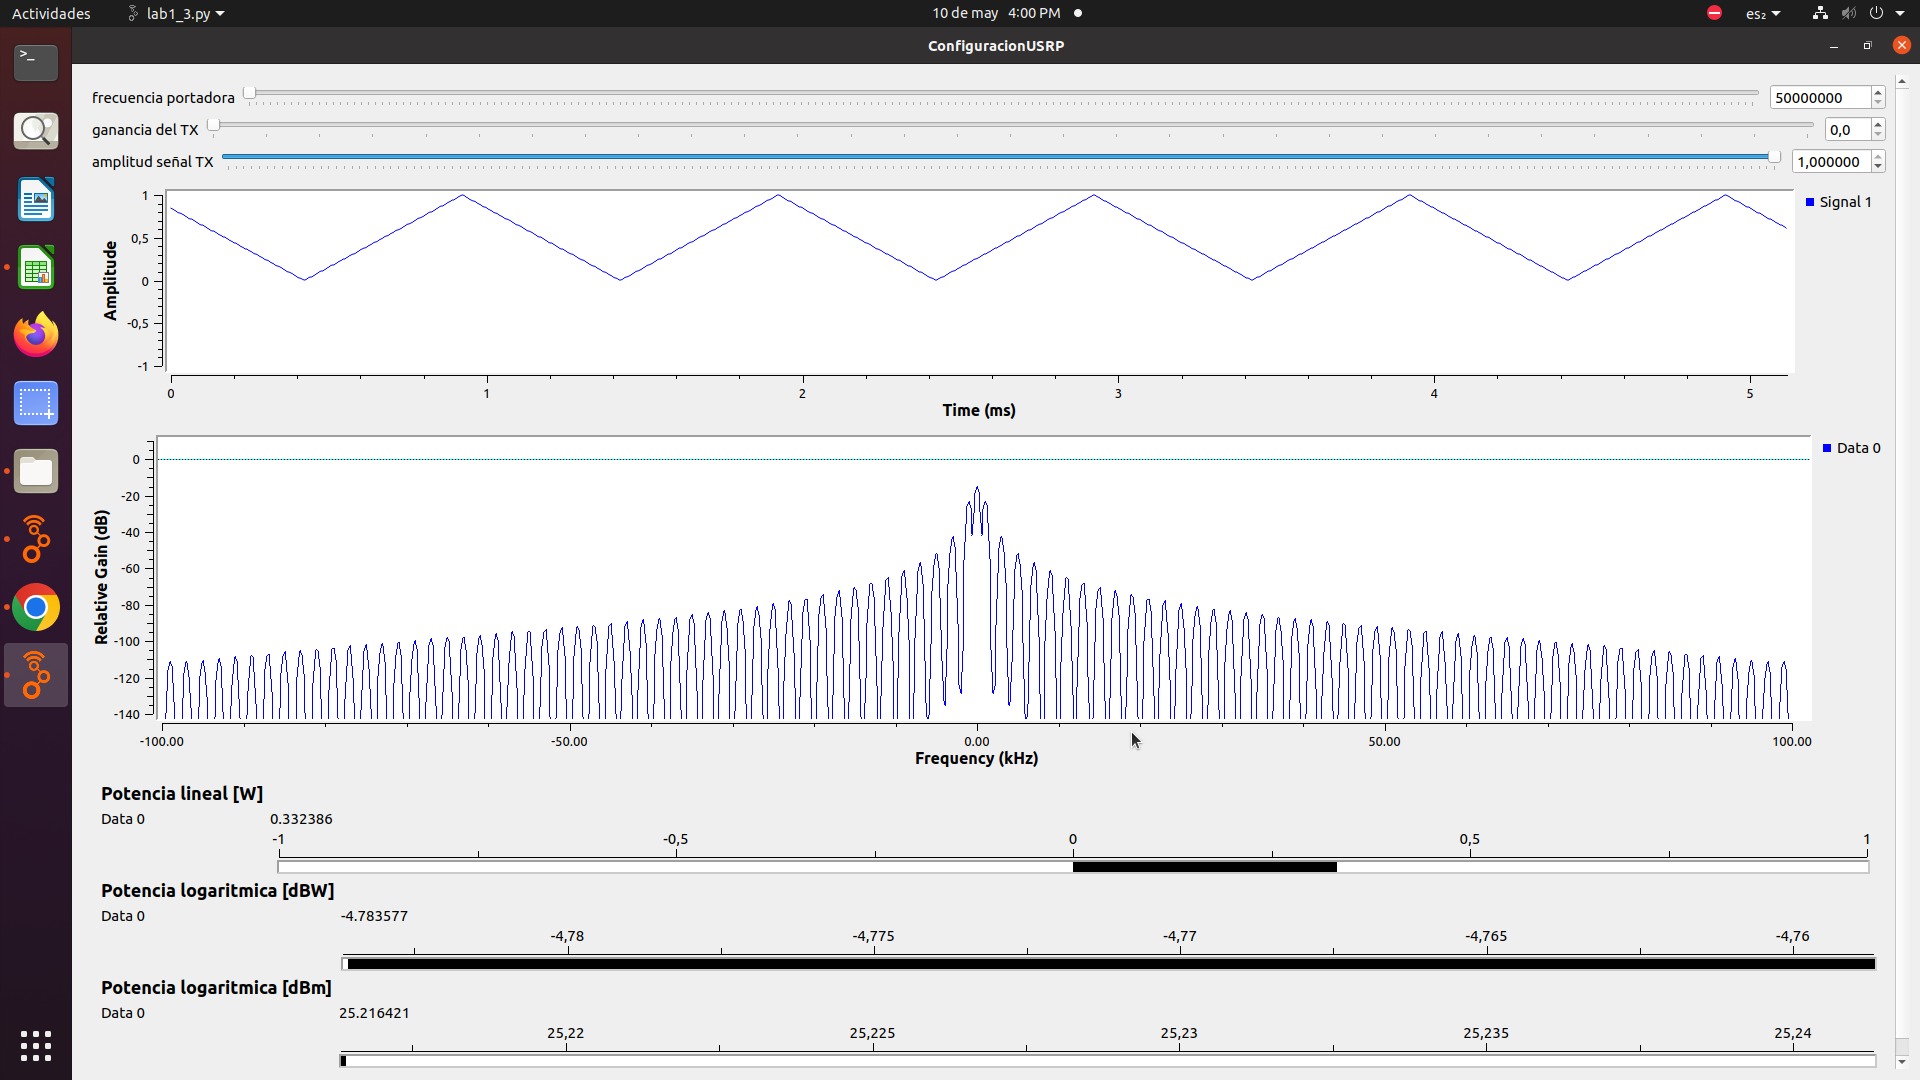 Actividades lab1_3.py 10 de may 4:00 PM es₂
ConfiguracionUSRP
frecuencia portadora 50000000
ganancia del TX 0,0
amplitud señal TX 1,000000
Signal 1
1
0,5
0
-0,5
-1
Amplitude
0 1 2 3 4 5
Time (ms)
Data 0
0
-20
-40
-60
-80
-100
-120
-140
Relative Gain (dB)
-100.00 -50.00 0.00 50.00 100.00
Frequency (kHz)
Potencia lineal [W]
Data 0 0.332386
-1 -0,5 0 0,5 1
Potencia logaritmica [dBW]
Data 0 -4.783577
-4,78 -4,775 -4,77 -4,765 -4,76
Potencia logaritmica [dBm]
Data 0 25.216421
25,22 25,225 25,23 25,235 25,24